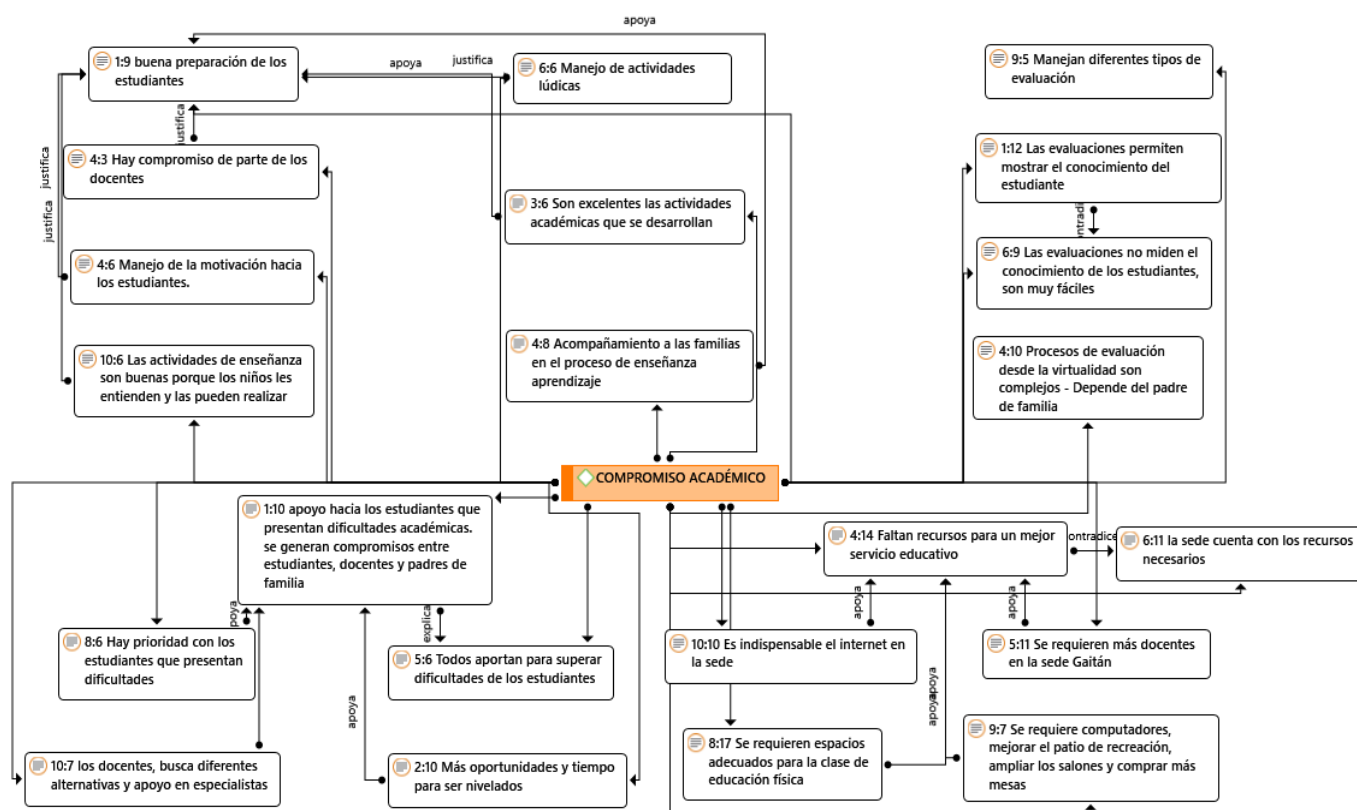 apoya
1:9 buena preparación de los
estudiantes
apoya
justifica
6:6 Manejo de actividades
lúdicas
9:5 Manejan diferentes tipos de
evaluación
justifica
justifica
justifica
4:3 Hay compromiso de parte de los
docentes
1:12 Las evaluaciones permiten
mostrar el conocimiento del
estudiante
3:6 Son excelentes las actividades
académicas que se desarrollan
ontradi
4:6 Manejo de la motivación hacia
los estudiantes.
6:9 Las evaluaciones no miden el
conocimiento de los estudiantes,
son muy fáciles
10:6 Las actividades de enseñanza
son buenas porque los niños les
entienden y las pueden realizar
4:8 Acompañamiento a las familias
en el proceso de enseñanza
aprendizaje
4:10 Procesos de evaluación
desde la virtualidad son
complejos - Depende del padre
de familia
COMPROMISO ACADÉMICO
1:10 apoyo hacia los estudiantes que
presentan dificultades académicas.
se generan compromisos entre
estudiantes, docentes y padres de
familia
4:14 Faltan recursos para un mejor
servicio educativo
ontradice
6:11 la sede cuenta con los recursos
necesarios
poya
explica
apoya
apoya
8:6 Hay prioridad con los
estudiantes que presentan
dificultades
5:6 Todos aportan para superar
dificultades de los estudiantes
10:10 Es indispensable el internet en
la sede
5:11 Se requieren más docentes
en la sede Gaitán
apoya
apoya
apoya
10:7 los docentes, busca diferentes
alternativas y apoyo en especialistas
2:10 Más oportunidades y tiempo
para ser nivelados
8:17 Se requieren espacios
adecuados para la clase de
educación física
9:7 Se requiere computadores,
mejorar el patio de recreación,
ampliar los salones y comprar más
mesas